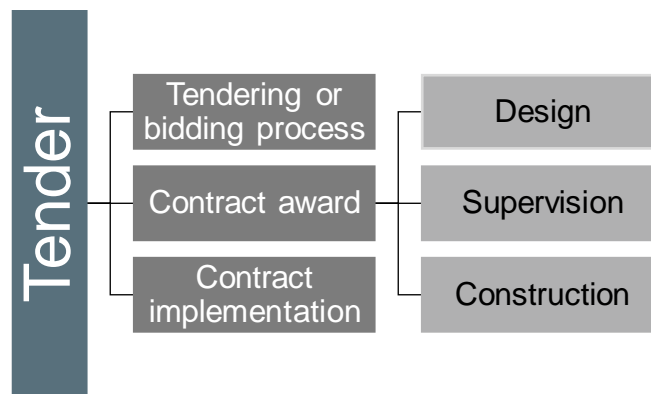 Tender
Tendering or
bidding process
Contract award
Contract
implementation
Design
Supervision
Construction